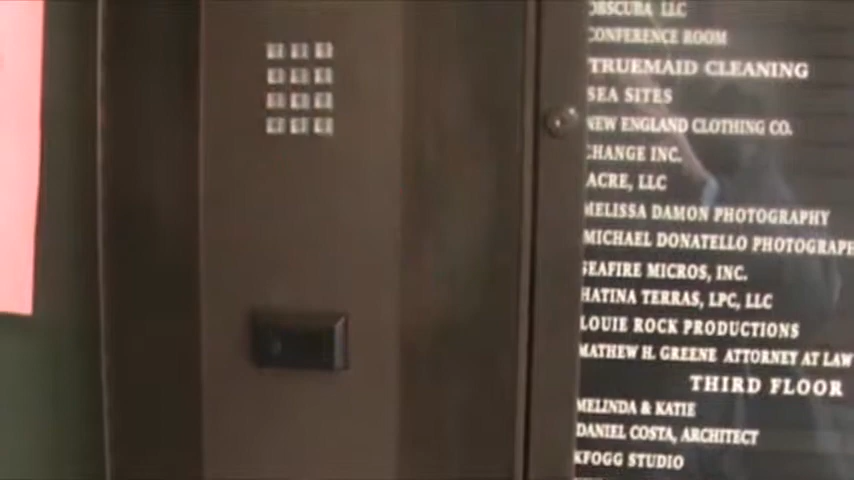 OBSCUBA LLC
CONFERENCE ROOM
TRUEMAID CLEANING
SEA SITES
NEW ENGLAND CLOTHING CO.
CHANGE INC.
ACRE, LLC
MELISSA DAMON PHOTOGRAPHY
MICHAEL DONATELLO PHOTOGRAPH
SEAFIRE MICROS, INC.
HATINA TERRAS, LPC, LLC
LOUIE ROCK PRODUCTIONS
MATHEW H. GREENE ATTORNEY AT LAW
THIRD FLOOR
MELINDA & KATIE
DANIEL COSTA, ARCHITECT
KFOGG STUDIO